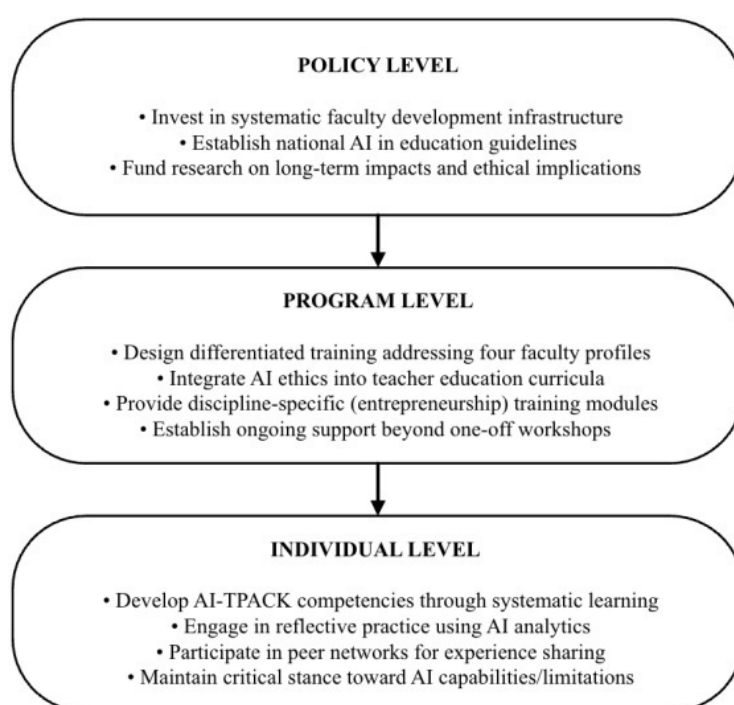 POLICY LEVEL
• Invest in systematic faculty development infrastructure
• Establish national AI in education guidelines
• Fund research on long-term impacts and ethical implications
PROGRAM LEVEL
• Design differentiated training addressing four faculty profiles
• Integrate AI ethics into teacher education curricula
• Provide discipline-specific (entrepreneurship) training modules
• Establish ongoing support beyond one-off workshops
INDIVIDUAL LEVEL
• Develop AI-TPACK competencies through systematic learning
• Engage in reflective practice using AI analytics
• Participate in peer networks for experience sharing
• Maintain critical stance toward AI capabilities/limitations